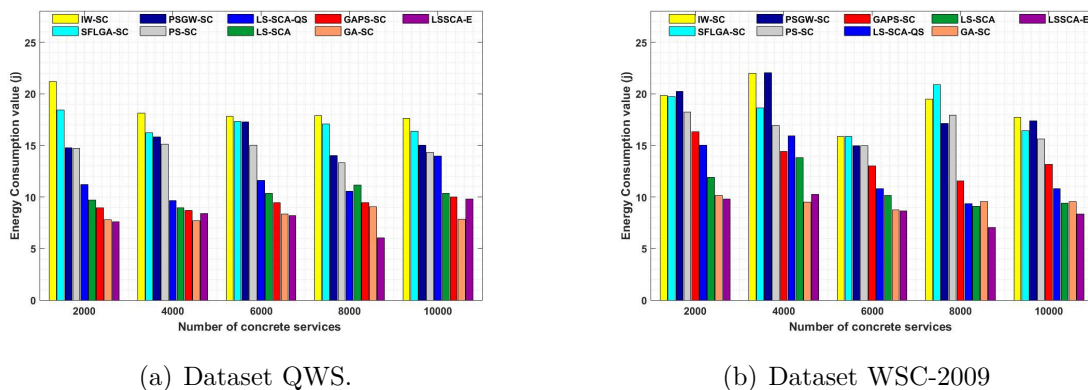 IW-SC PSGW-SC LS-SCA-QS GAPS-SC LSSCA-E
SFLGA-SC PS-SC LS-SCA GA-SC
25
20
15
10
5
0
Energy Consumption value (j)
2000 4000 6000 8000 10000
Number of concrete services
(a) Dataset QWS.
IW-SC PSGW-SC GAPS-SC LS-SCA LSSCA-E
SFLGA-SC PS-SC LS-SCA-QS GA-SC
25
20
15
10
5
0
Energy Consumption value (j)
2000 4000 6000 8000 10000
Number of concrete services
(b) Dataset WSC-2009